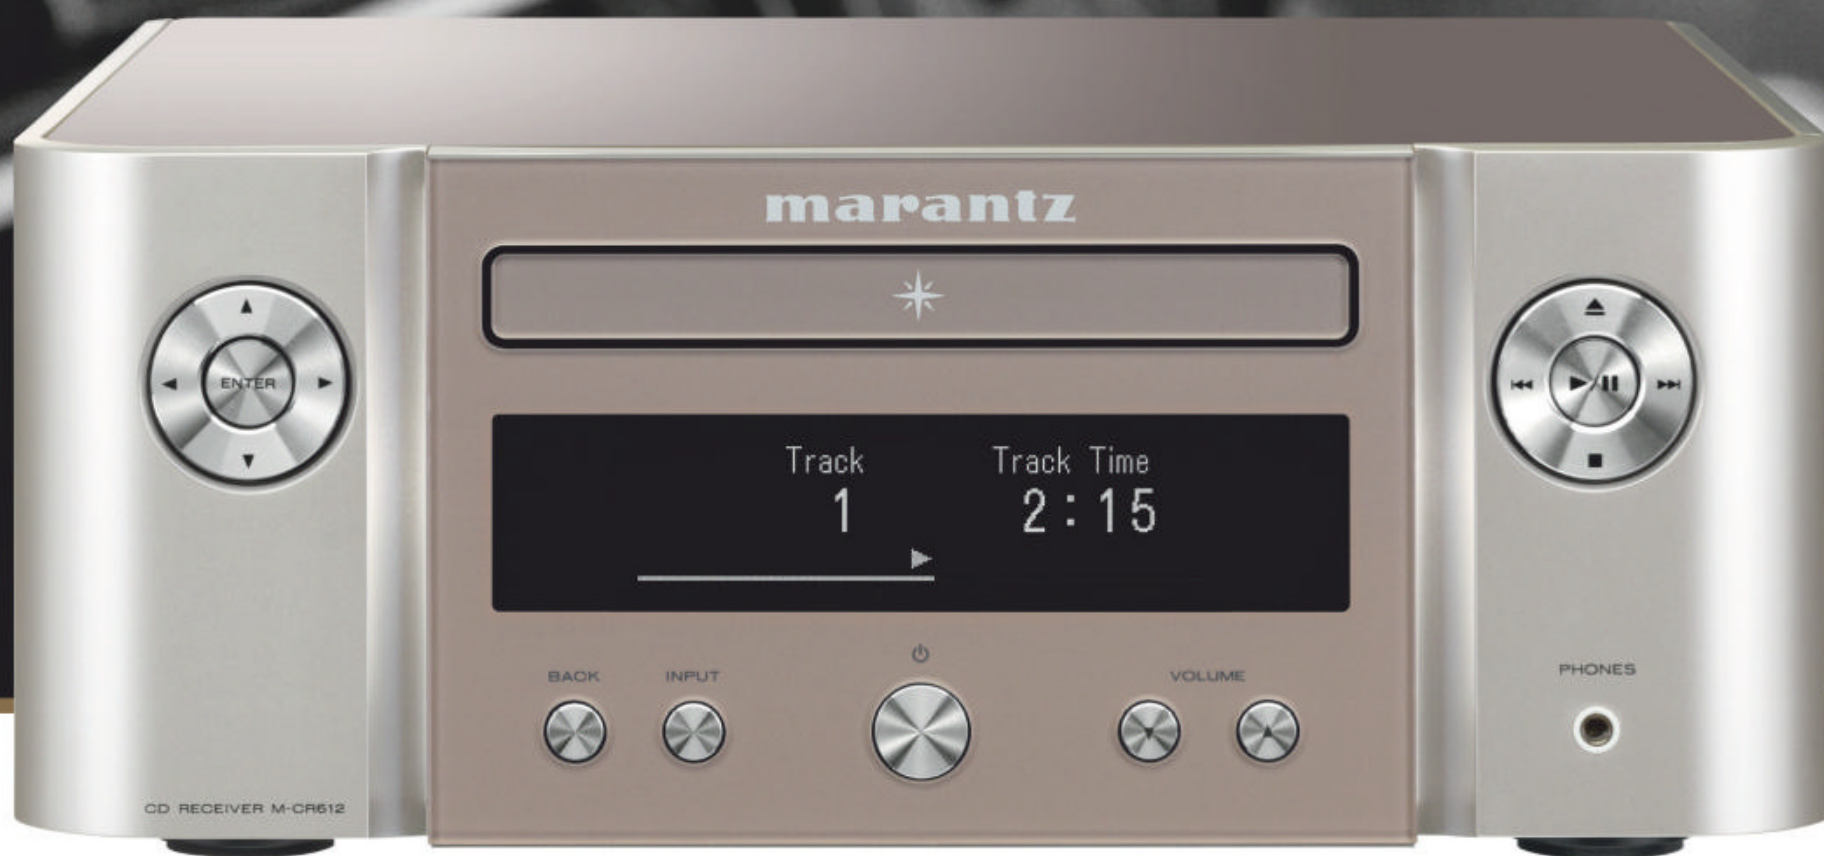 marantz
ENTER
Track Track Time
1 2:15
BACK INPUT VOLUME
PHONES
CD RECEIVER M-CR612